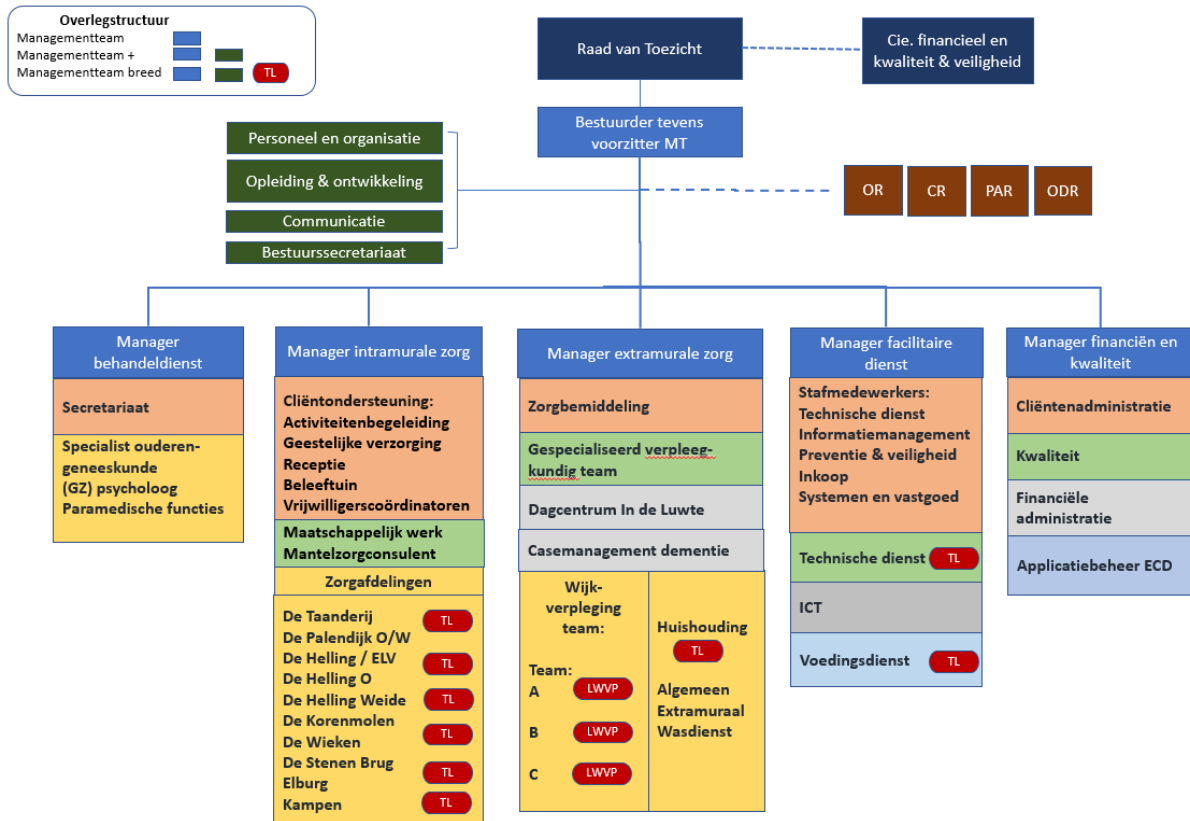 Overlegstructuur
Managementteam
Managementteam +
Managementteam breed
TL
Raad van Toezicht
Cie. financieel en
kwaliteit & veiligheid
Bestuurder tevens
voorzitter MT
Personeel en organisatie
Opleiding & ontwikkeling
Communicatie
Bestuurssecretariaat
OR
CR
PAR
ODR
Manager
behandeldienst
Secretariaat
Specialist ouderen-
geneeskunde
(GZ) psycholoog
Paramedische functies
Manager intramurale zorg
Cliëntondersteuning:
Activiteitenbegeleiding
Geestelijke verzorging
Receptie
Beleeftuin
Vrijwilligerscoördinatoren
Maatschappelijk werk
Mantelzorgconsulent
Zorgafdelingen
De Taanderij TL
De Palendijk O/W
De Helling / ELV TL
De Helling O
De Helling Weide TL
De Korenmolen
De Wieken TL
De Stenen Brug TL
Elburg
Kampen TL
Manager extramurale zorg
Zorgbemiddeling
Gespecialiseerd verpleeg-
kundig team
Dagcentrum In de Luwte
Casemanagement dementie
Wijk-
verpleging
team:
Team:
A LWVP
B LWVP
C LWVP
Huishouding
TL
Algemeen
Extramuraal
Wasdienst
Manager facilitaire
dienst
Stafmedewerkers:
Technische dienst
Informatiemanagement
Preventie & veiligheid
Inkoop
Systemen en vastgoed
Technische dienst TL
ICT
Voedingsdienst TL
Manager financiën en
kwaliteit
Cliëntenadministratie
Kwaliteit
Financiële
administratie
Applicatiebeheer ECD